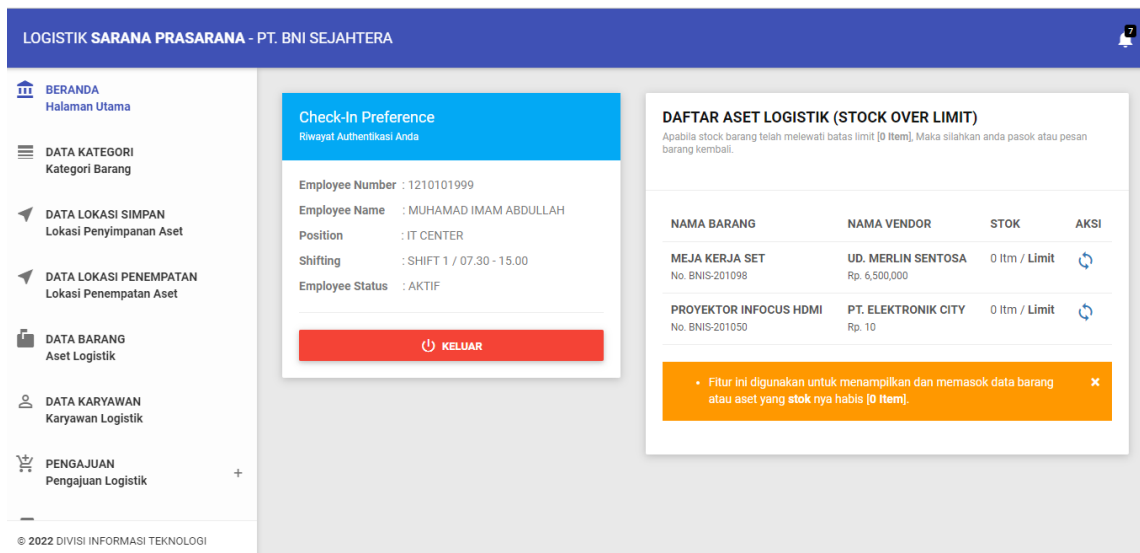 LOGISTIK SARANA PRASARANA - PT. BNI SEJAHTERA
7
BERANDA
Halaman Utama
DATA KATEGORI
Kategori Barang
DATA LOKASI SIMPAN
Lokasi Penyimpanan Aset
DATA LOKASI PENEMPATAN
Lokasi Penempatan Aset
DATA BARANG
Aset Logistik
DATA KARYAWAN
Karyawan Logistik
PENGAJUAN
Pengajuan Logistik
+
© 2022 DIVISI INFORMASI TEKNOLOGI
Check-In Preference
Riwayat Authentikasi Anda
Employee Number : 1210101999
Employee Name : MUHAMAD IMAM ABDULLAH
Position : IT CENTER
Shifting : SHIFT 1 / 07.30 - 15.00
Employee Status : AKTIF
KELUAR
DAFTAR ASET LOGISTIK (STOCK OVER LIMIT)
Apabila stock barang telah melewati batas limit [0 Item], Maka silahkan anda pasok atau pesan
barang kembali.
NAMA BARANG NAMA VENDOR STOK AKSI
MEJA KERJA SET UD. MERLIN SENTOSA 0 Itm / Limit
No. BNIS-201098 Rp. 6,500,000
PROYEKTOR INFOCUS HDMI PT. ELEKTRONIK CITY 0 Itm / Limit
No. BNIS-201050 Rp. 10
• Fitur ini digunakan untuk menampilkan dan memasok data barang
atau aset yang stok nya habis [0 Item].
×